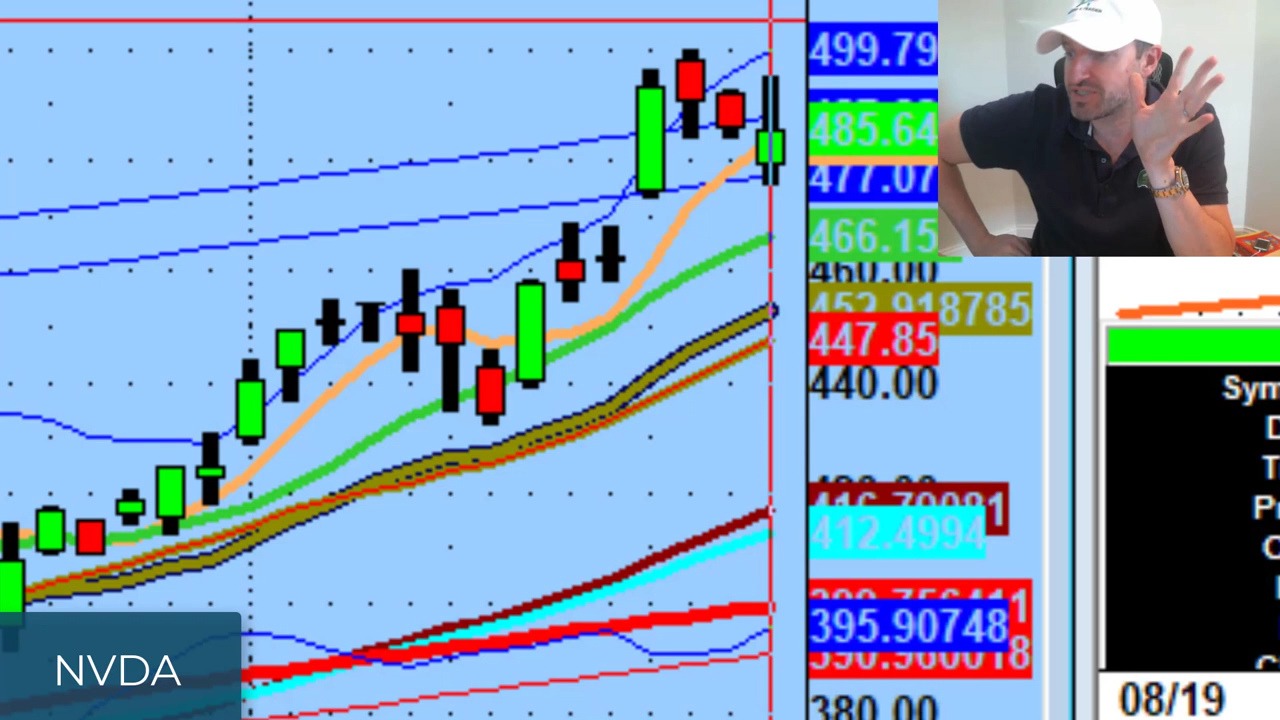 499.79
485.64
477.07
466.15
460.00
452.918785
447.85
440.00
412.4994
395.90748
380.00
Sym
D
T
P
C
08/19
NVDA